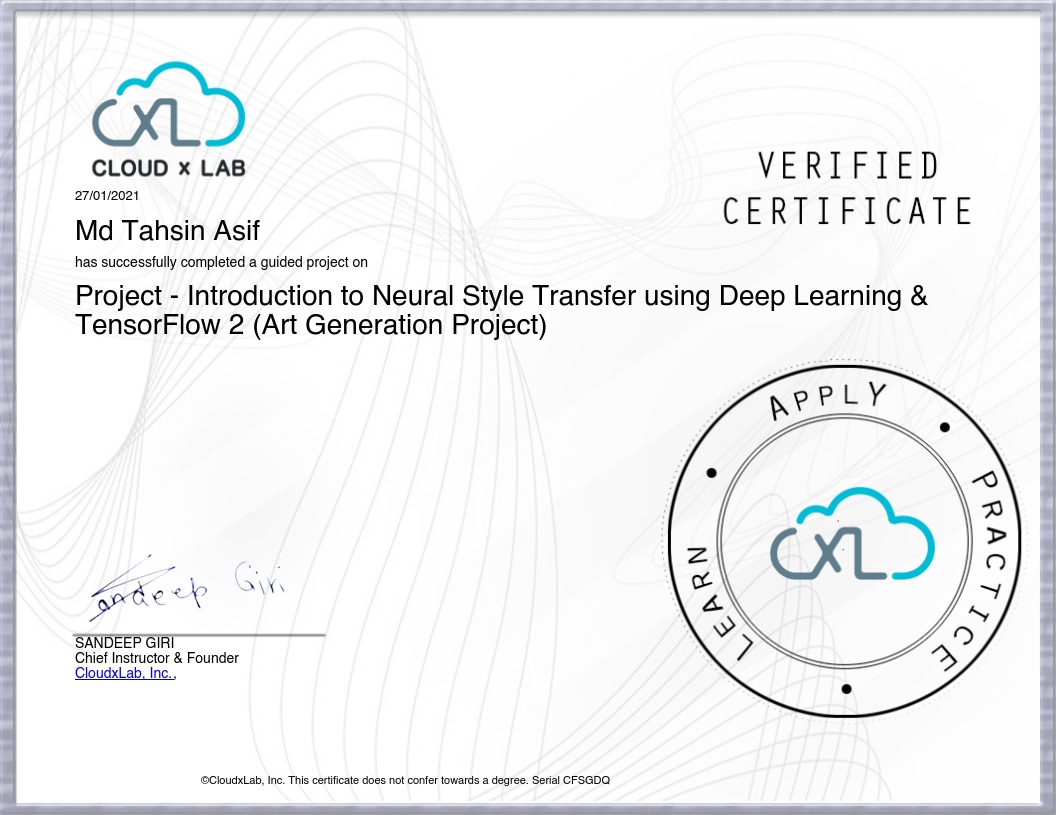 CXL
CLOUD x LAB
27/01/2021
VERIFIED
CERTIFICATE
Md Tahsin Asif
has successfully completed a guided project on
Project - Introduction to Neural Style Transfer using Deep Learning &
TensorFlow 2 (Art Generation Project)
LEARN • APPLY • PRACTICE •
CXL
Sandeep Giri
SANDEEP GIRI
Chief Instructor & Founder
CloudxLab, Inc.,
©CloudxLab, Inc. This certificate does not confer towards a degree. Serial CFSGDQ